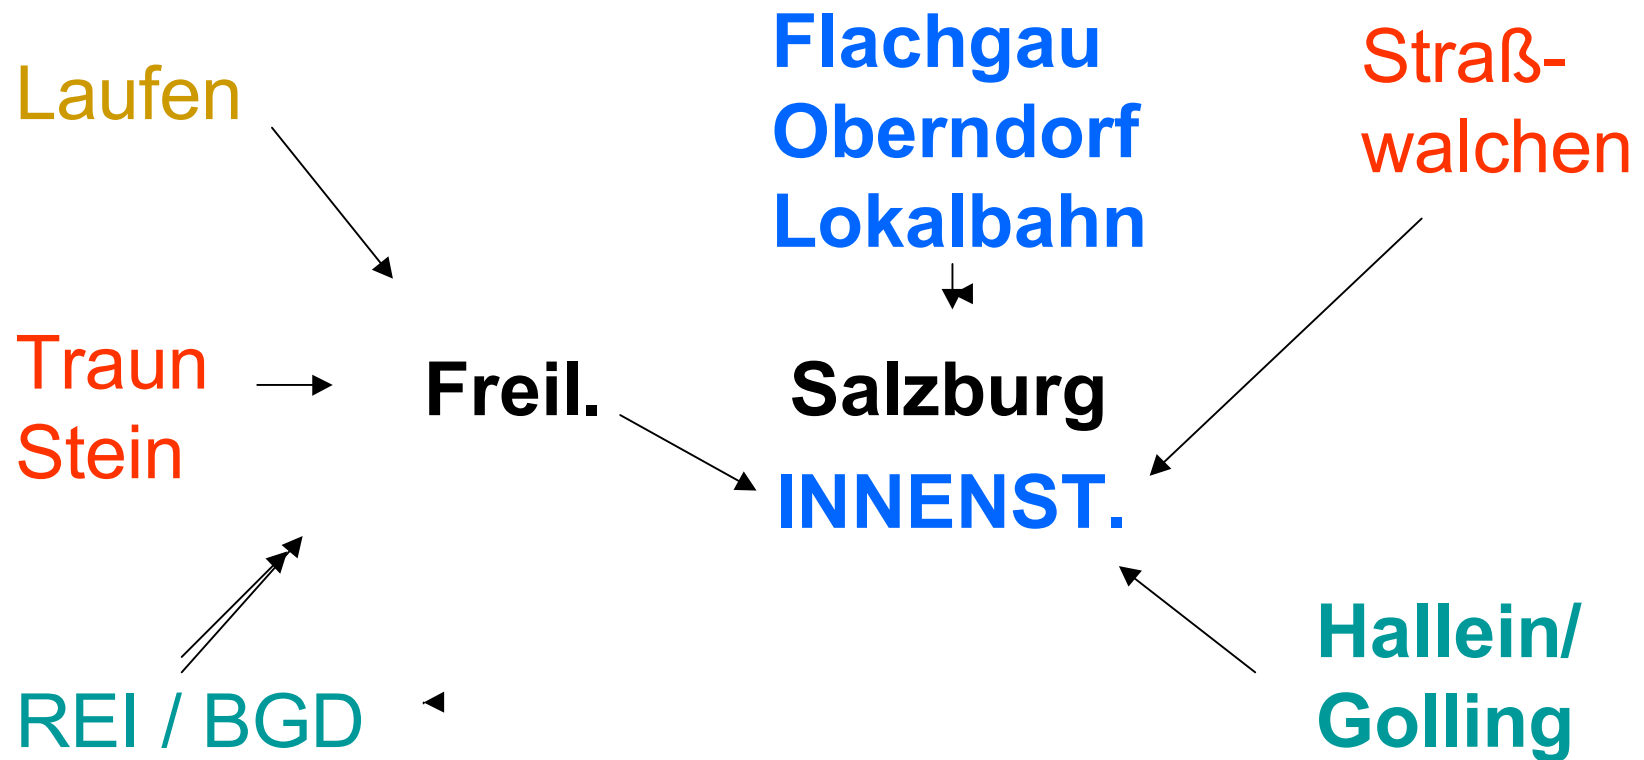 Laufen
Flachgau
Oberndorf
Lokalbahn
Straß-
walchen
Traun
Stein
Freil.
Salzburg
INNENST.
REI / BGD
Hallein/
Golling